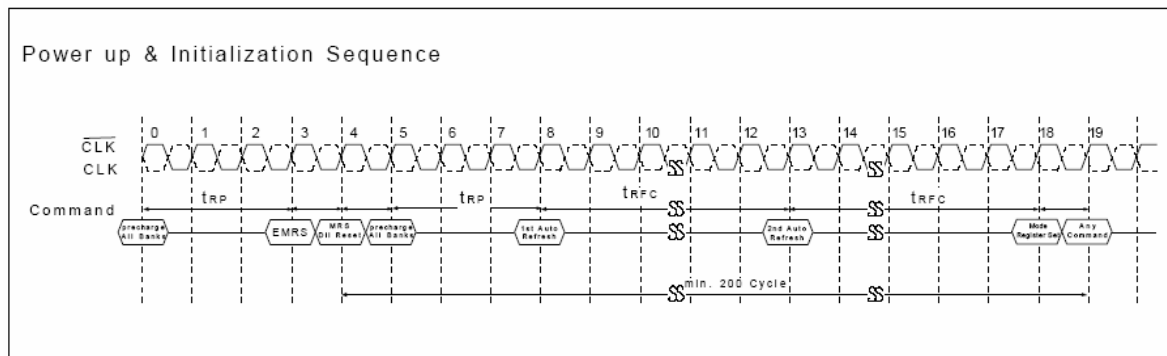 Power up & Initialization Sequence
0 1 2 3 4 5 6 7 8 9 10 11 12 13 14 15 16 17 18 19
CLK
CLK
tRP tRP tRFC tRFC
Command
precharge All Banks
EMRS
MRS Dll Reset
precharge All Banks
1st Auto Refresh
2nd Auto Refresh
Mode Register Set
Any Command
min. 200 Cycle